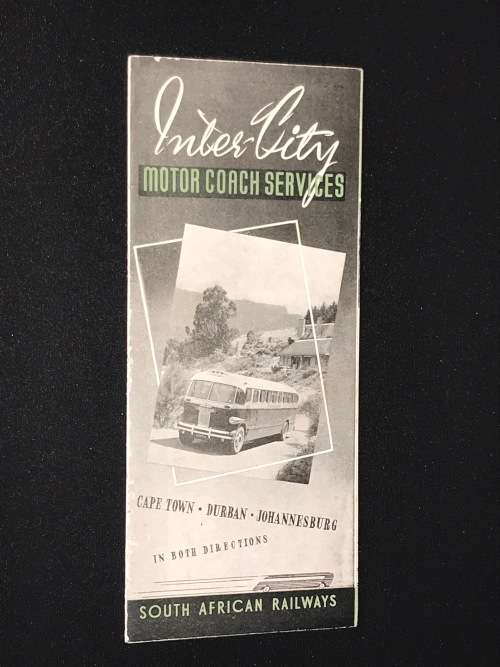 Inter-City
MOTOR COACH SERVICES
CAPE TOWN • DURBAN • JOHANNESBURG
IN BOTH DIRECTIONS
SOUTH AFRICAN RAILWAYS